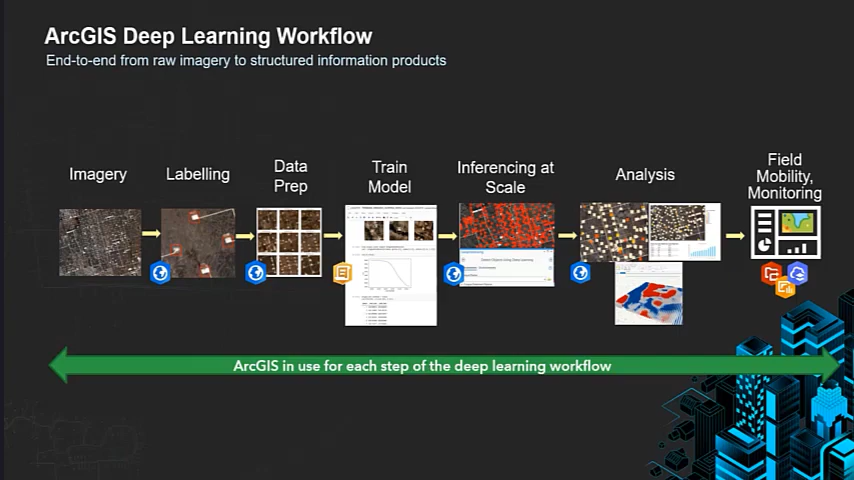 ArcGIS Deep Learning Workflow
End-to-end from raw imagery to structured information products
Imagery
Labelling
Data
Prep
Train
Model
Inferencing at
Scale
Analysis
Field
Mobility,
Monitoring
ArcGIS in use for each step of the deep learning workflow